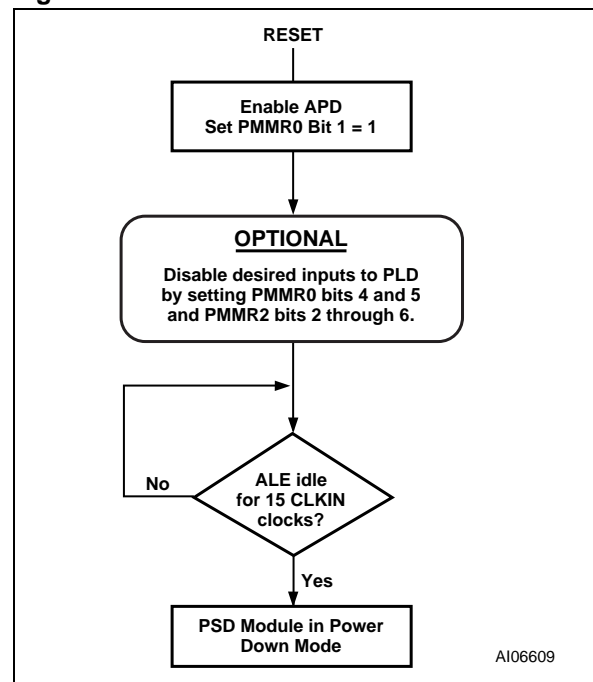 RESET
Enable APD
Set PMMR0 Bit 1 = 1
OPTIONAL
Disable desired inputs to PLD
by setting PMMR0 bits 4 and 5
and PMMR2 bits 2 through 6.
No
ALE idle
for 15 CLKIN
clocks?
Yes
PSD Module in Power
Down Mode
AI06609